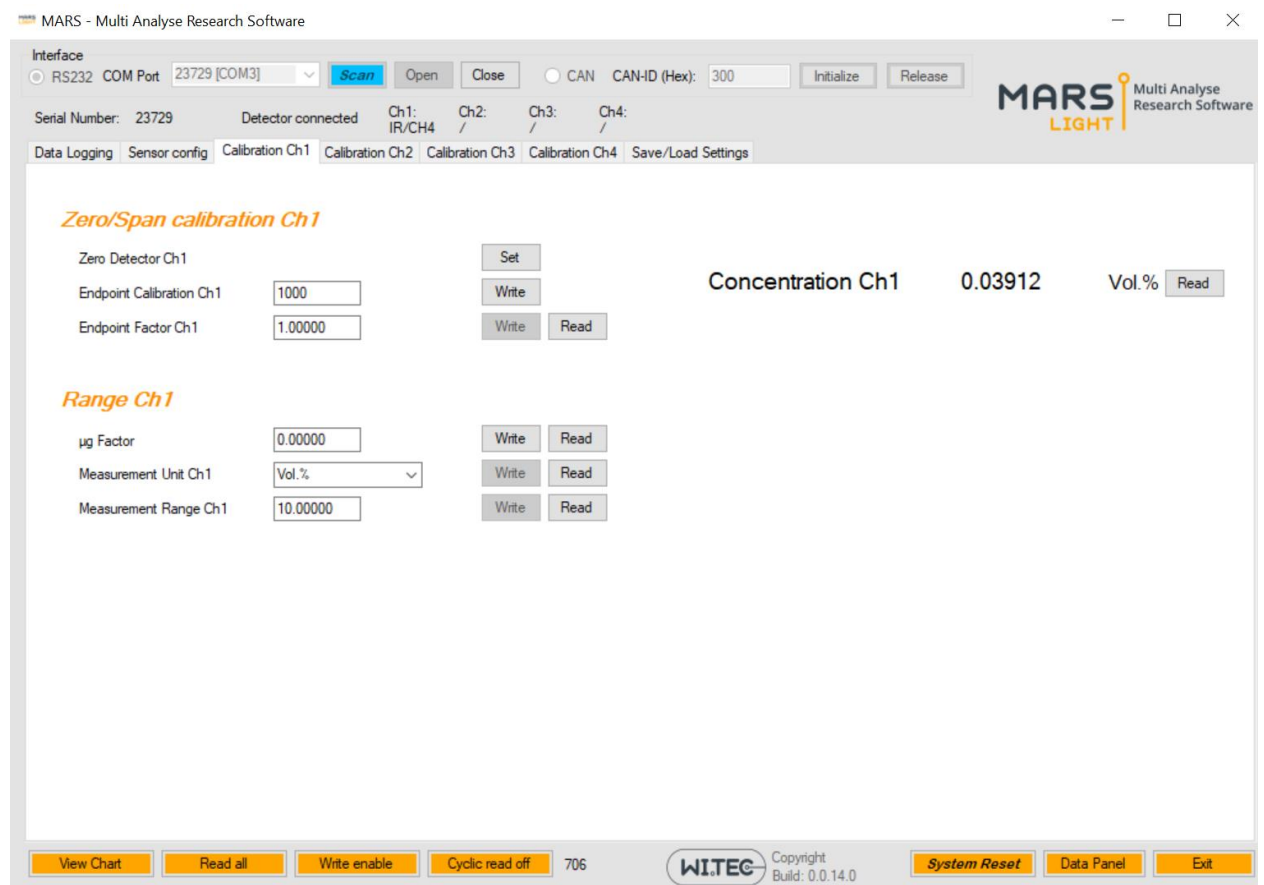 MARS - Multi Analyse Research Software
Interface
RS232 COM Port 23729 [COM3] Scan Open Close CAN CAN-ID (Hex): 300 Initialize Release
MARS LIGHT Multi Analyse Research Software
Serial Number: 23729 Detector connected Ch1: IR/CH4 Ch2: / Ch3: / Ch4: /
Data Logging Sensor config Calibration Ch1 Calibration Ch2 Calibration Ch3 Calibration Ch4 Save/Load Settings
Zero/Span calibration Ch1
Zero Detector Ch1 Set
Concentration Ch1 0.03912 Vol.% Read
Endpoint Calibration Ch1 1000 Write
Endpoint Factor Ch1 1.00000 Write Read
Range Ch1
µg Factor 0.00000 Write Read
Measurement Unit Ch1 Vol.% Write Read
Measurement Range Ch1 10.00000 Write Read
View Chart Read all Write enable Cyclic read off 706 WI.TEC Copyright Build: 0.0.14.0 System Reset Data Panel Exit